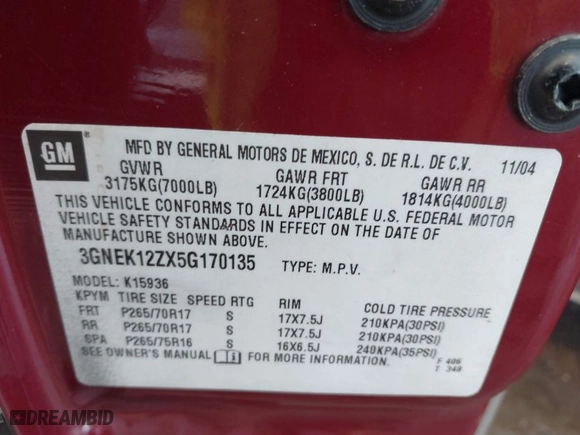 GM ®
MFD BY GENERAL MOTORS DE MEXICO, S. DE R.L. DE C.V. 11/04
GVWR GAWR FRT GAWR RR
3175KG(7000LB) 1724KG(3800LB) 1814KG(4000LB)
THIS VEHICLE CONFORMS TO ALL APPLICABLE U.S. FEDERAL MOTOR
VEHICLE SAFETY STANDARDS IN EFFECT ON THE DATE OF
MANUFACTURE SHOWN ABOVE.
3GNEK12ZX5G170135 TYPE: M.P.V.
MODEL: K15936
KPYM TIRE SIZE SPEED RTG RIM COLD TIRE PRESSURE
FRT P265/70R17 S 17X7.5J 210KPA(30PSI)
RR P265/70R17 S 17X7.5J 210KPA(30PSI)
SPA P265/75R16 S 16X6.5J 240KPA(35PSI)
SEE OWNER'S MANUAL FOR MORE INFORMATION. F 406
T 348
DREAMBID